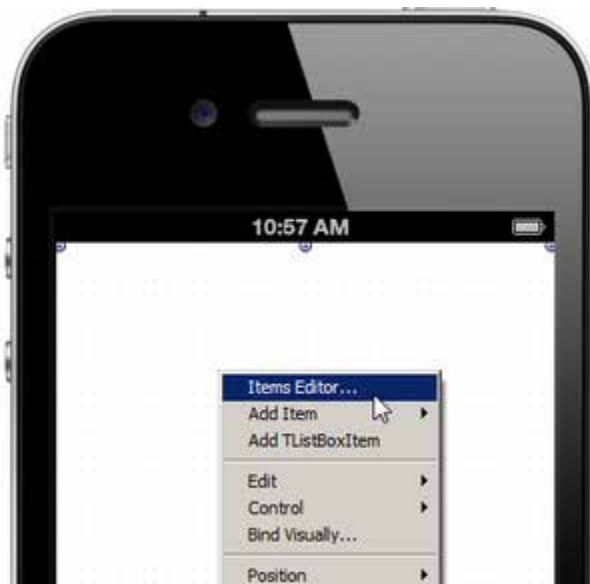 10:57 AM
Items Editor...
Add Item
Add TListBoxItem
Edit
Control
Bind Visually...
Position